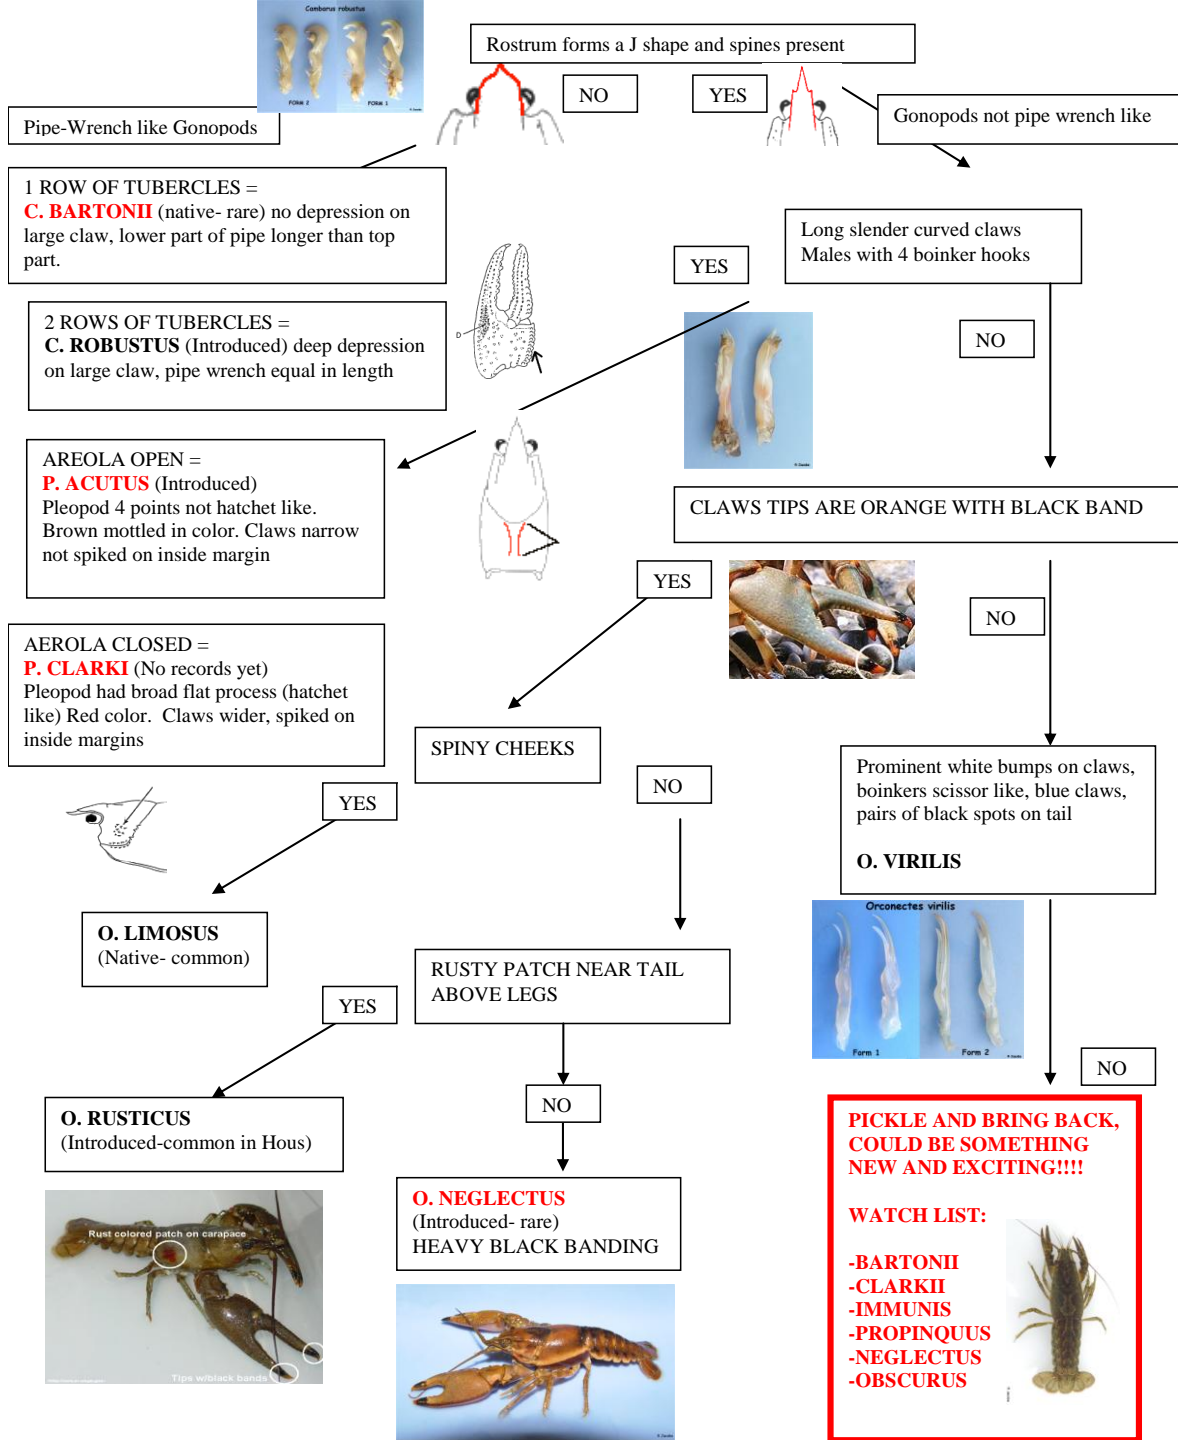 Cambarus robustus
FORM 2
FORM 1
Rostrum forms a J shape and spines present
NO
YES
Pipe-Wrench like Gonopods
Gonopods not pipe wrench like
1 ROW OF TUBERCLES =
C. BARTONII (native- rare) no depression on
large claw, lower part of pipe longer than top
part.
Long slender curved claws
Males with 4 boinker hooks
YES
2 ROWS OF TUBERCLES =
C. ROBUSTUS (Introduced) deep depression
on large claw, pipe wrench equal in length
D
NO
AREOLA OPEN =
P. ACUTUS (Introduced)
Pleopod 4 points not hatchet like.
Brown mottled in color. Claws narrow
not spiked on inside margin
CLAWS TIPS ARE ORANGE WITH BLACK BAND
YES
NO
AEROLA CLOSED =
P. CLARKI (No records yet)
Pleopod had broad flat process (hatchet
like) Red color. Claws wider, spiked on
inside margins
SPINY CHEEKS
YES
NO
Prominent white bumps on claws,
boinkers scissor like, blue claws,
pairs of black spots on tail
O. VIRILIS
Orconectes virilis
Form 1
Form 2
O. LIMOSUS
(Native- common)
RUSTY PATCH NEAR TAIL
ABOVE LEGS
YES
NO
NO
O. RUSTICUS
(Introduced-common in Hous)
Rust colored patch on carapace
Tips w/black bands
O. NEGLECTUS
(Introduced- rare)
HEAVY BLACK BANDING
PICKLE AND BRING BACK,
COULD BE SOMETHING
NEW AND EXCITING!!!!
WATCH LIST:
-BARTONII
-CLARKII
-IMMUNIS
-PROPINQUUS
-NEGLECTUS
-OBSCURUS